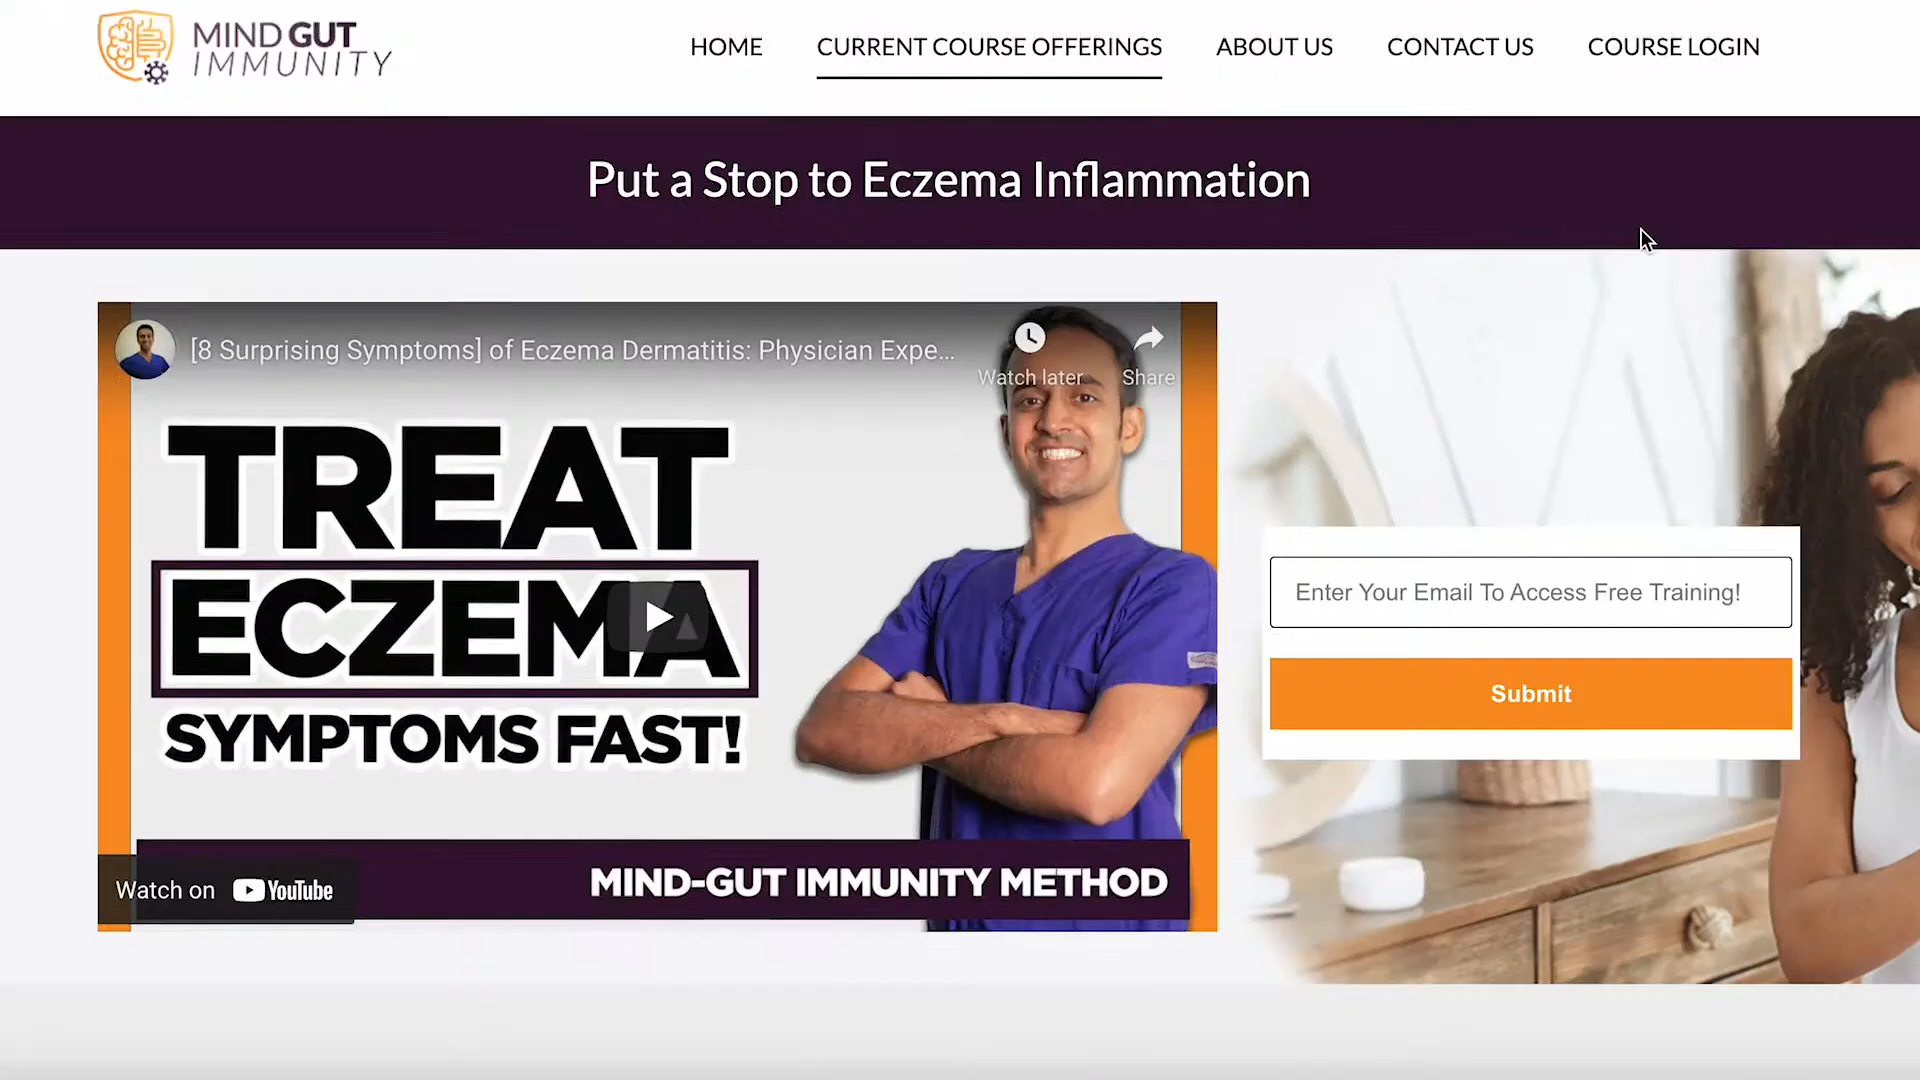 MIND GUT
IMMUNITY
HOME
CURRENT COURSE OFFERINGS
ABOUT US
CONTACT US
COURSE LOGIN
Put a Stop to Eczema Inflammation
[8 Surprising Symptoms] of Eczema Dermatitis: Physician Expe...
Watch later
Share
TREAT
ECZEMA
SYMPTOMS FAST!
MIND-GUT IMMUNITY METHOD
Watch on YouTube
Enter Your Email To Access Free Training!
Submit